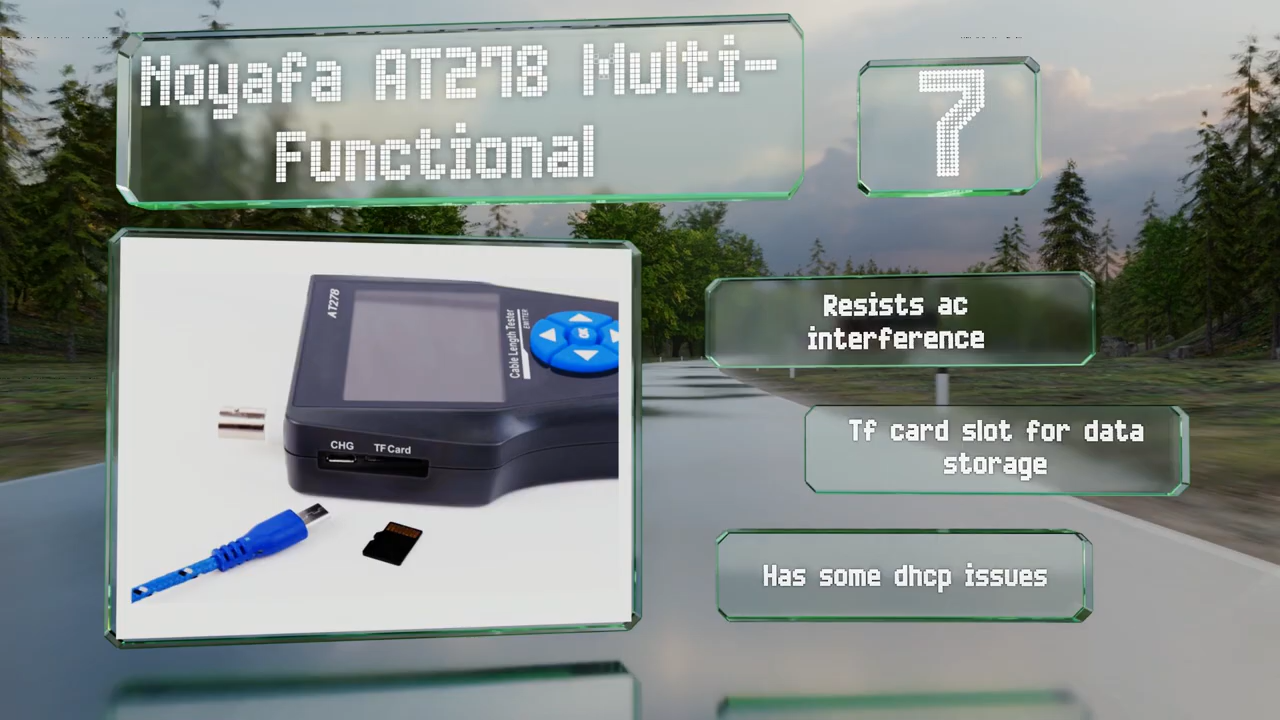 Noyafa AT278 Multi-
Functional
7
AT278
Cable Length Tester
EMITTER
OK
CHG TF Card
Resists ac
interference
Tf card slot for data
storage
Has some dhcp issues